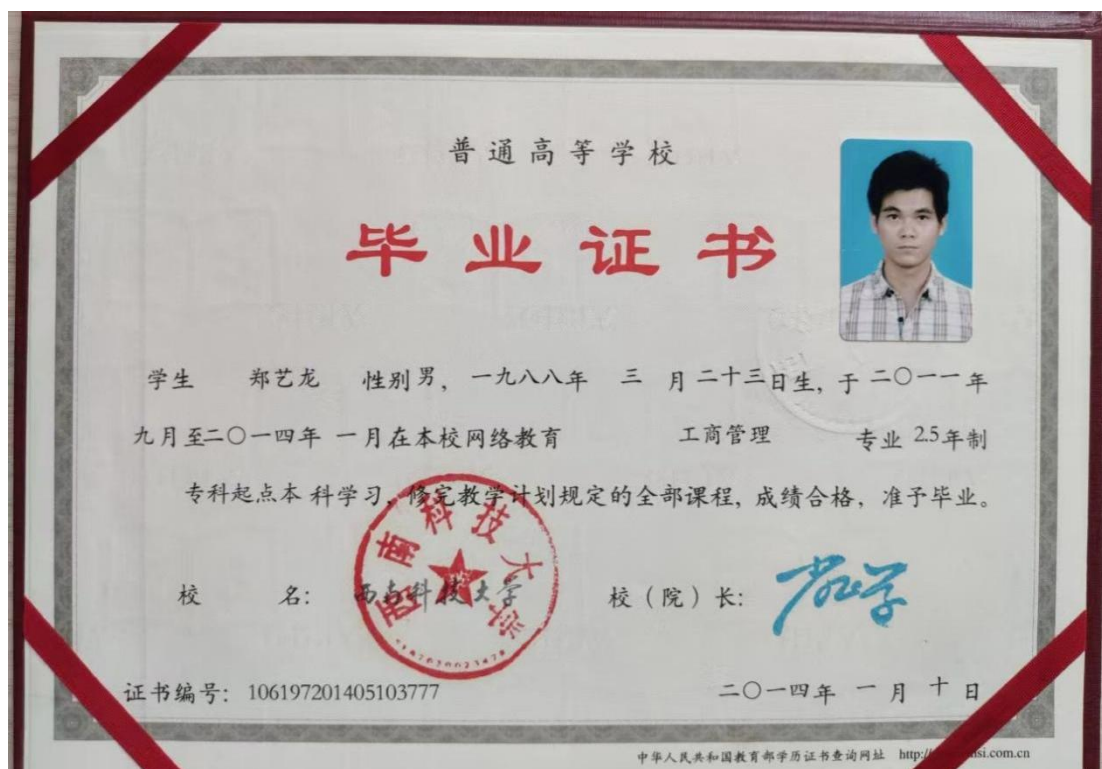 普通高等学校
毕业证书
学生 郑艺龙 性别 男，一九八八年 三 月 二十三日生，于 二〇一一年
九月至二〇一四年 一月在本校网络教育 工商管理 专业 2.5年制
专科起点本 科学习，修完教学计划规定的全部课程，成绩合格，准予毕业。
校 名： 西南科技大学 校（院）长：
西南科技大学
证书编号： 106197201405103777 二〇一四年 一 月 十 日
中华人民共和国教育部学历证书查询网址 http://
si.com.cn